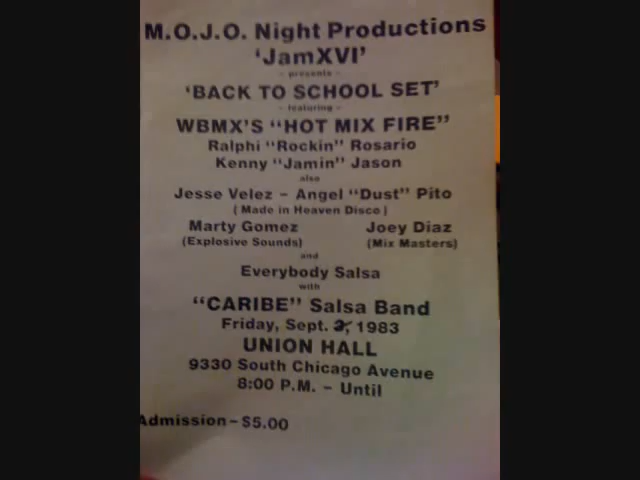 M.O.J.O. Night Productions
'JamXVI'
- presents -
'BACK TO SCHOOL SET'
- featuring -
WBMX'S "HOT MIX FIRE"
Ralphi "Rockin" Rosario
Kenny "Jamin" Jason
also
Jesse Velez - Angel "Dust" Pito
(Made in Heaven Disco)
Marty Gomez Joey Diaz
(Explosive Sounds) (Mix Masters)
and
Everybody Salsa
with
"CARIBE" Salsa Band
Friday, Sept. 2, 1983
UNION HALL
9330 South Chicago Avenue
8:00 P.M. - Until
Admission - $5.00